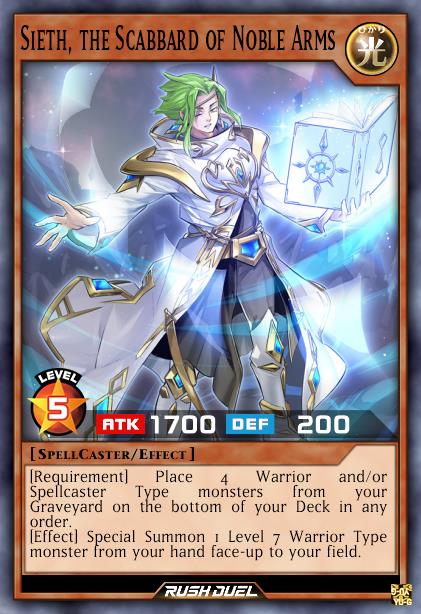 Sieth, the Scabbard of Noble Arms
ひかり
光
LEVEL
5
ATK 1700 DEF 200
[SpellCaster/Effect]
[Requirement] Place 4 Warrior and/or
Spellcaster Type monsters from your
Graveyard on the bottom of your Deck in any
order.
[Effect] Special Summon 1 Level 7 Warrior Type
monster from your hand face-up to your field.
RUSH DUEL